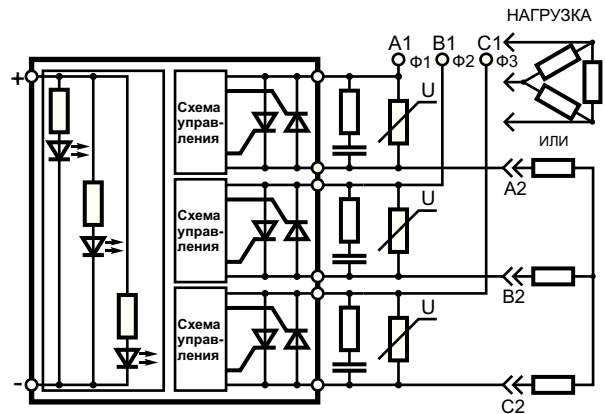 НАГРУЗКА
A1 B1 C1
Ф1 Ф2 Ф3
+
Схема
управ-
ления
U
ИЛИ
A2
Схема
управ-
ления
U
B2
Схема
управ-
ления
U
-
C2